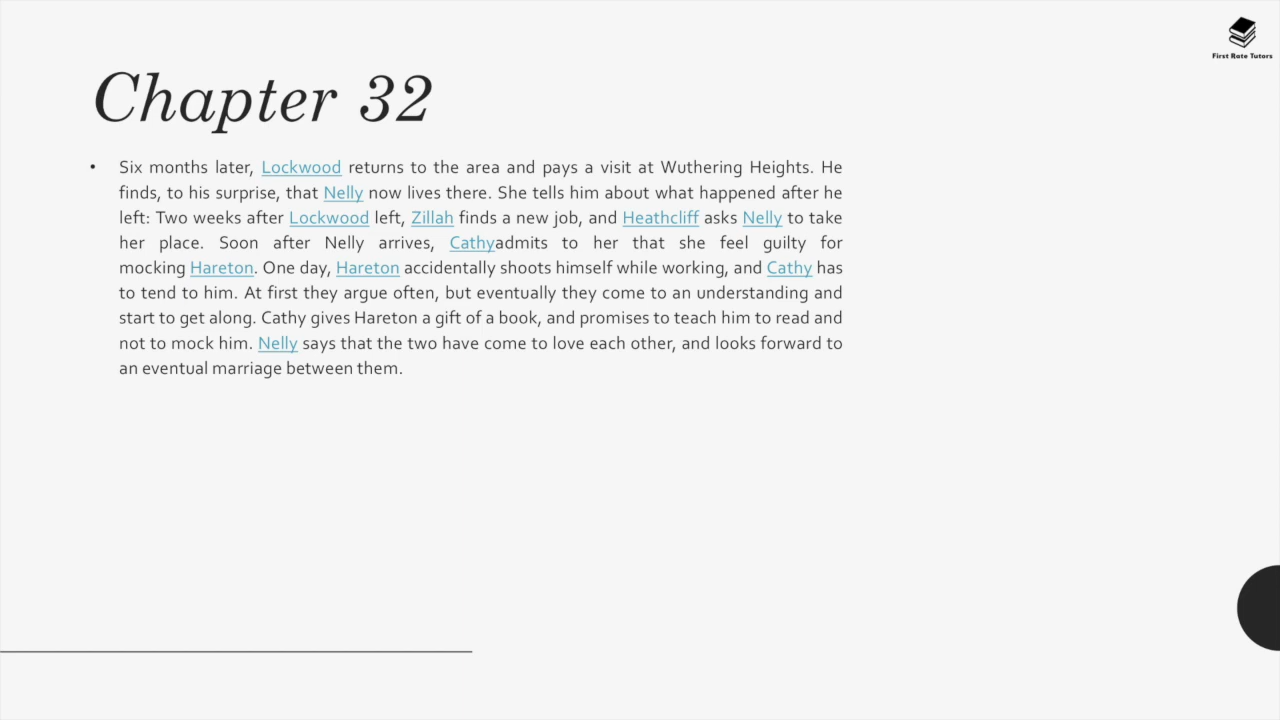 First Rate Tutors
Chapter 32
• Six months later, Lockwood returns to the area and pays a visit at Wuthering Heights. He
finds, to his surprise, that Nelly now lives there. She tells him about what happened after he
left: Two weeks after Lockwood left, Zillah finds a new job, and Heathcliff asks Nelly to take
her place. Soon after Nelly arrives, Cathyadmits to her that she feel guilty for
mocking Hareton. One day, Hareton accidentally shoots himself while working, and Cathy has
to tend to him. At first they argue often, but eventually they come to an understanding and
start to get along. Cathy gives Hareton a gift of a book, and promises to teach him to read and
not to mock him. Nelly says that the two have come to love each other, and looks forward to
an eventual marriage between them.